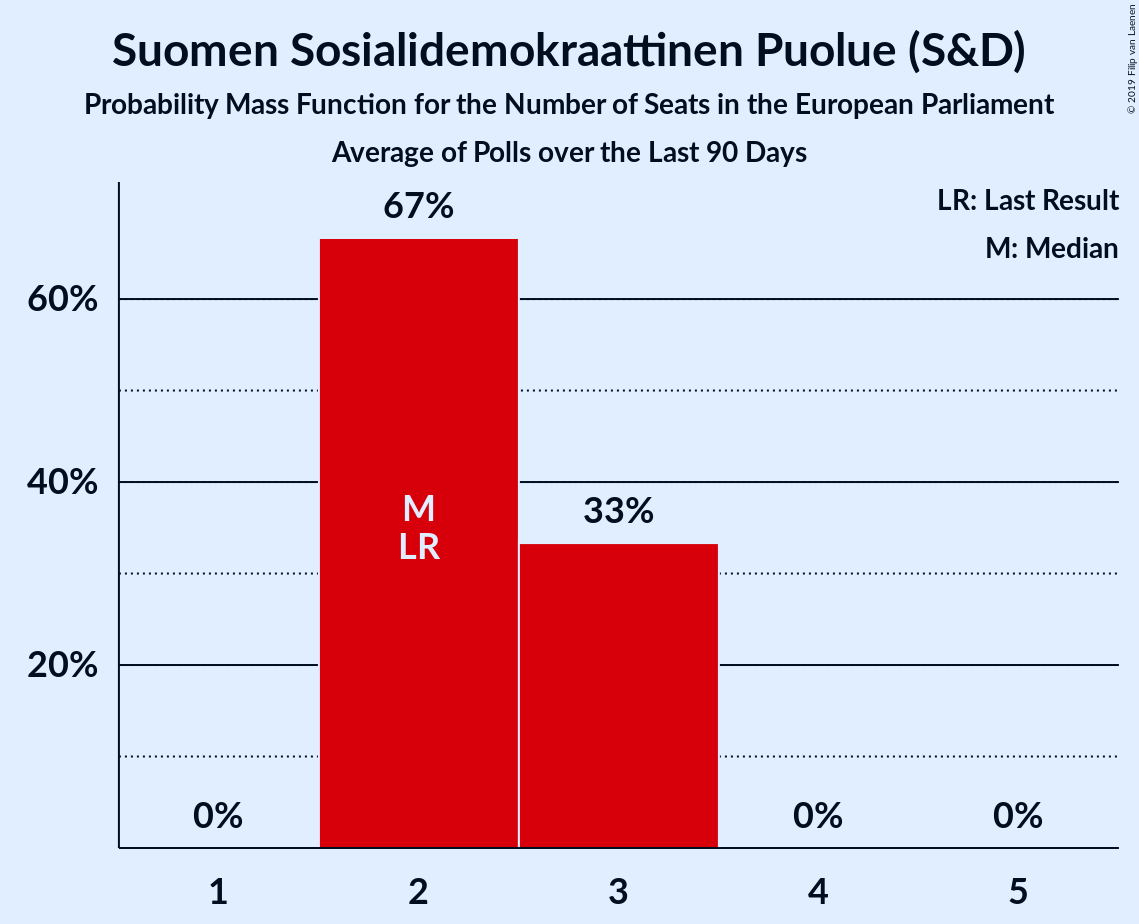 Suomen Sosialidemokraattinen Puolue (S&D)
Probability Mass Function for the Number of Seats in the European Parliament
Average of Polls over the Last 90 Days
© 2019 Filip van Laenen
LR: Last Result
M: Median
67%
60%
40%
33%
M
LR
20%
0%
0%
0%
1
2
3
4
5